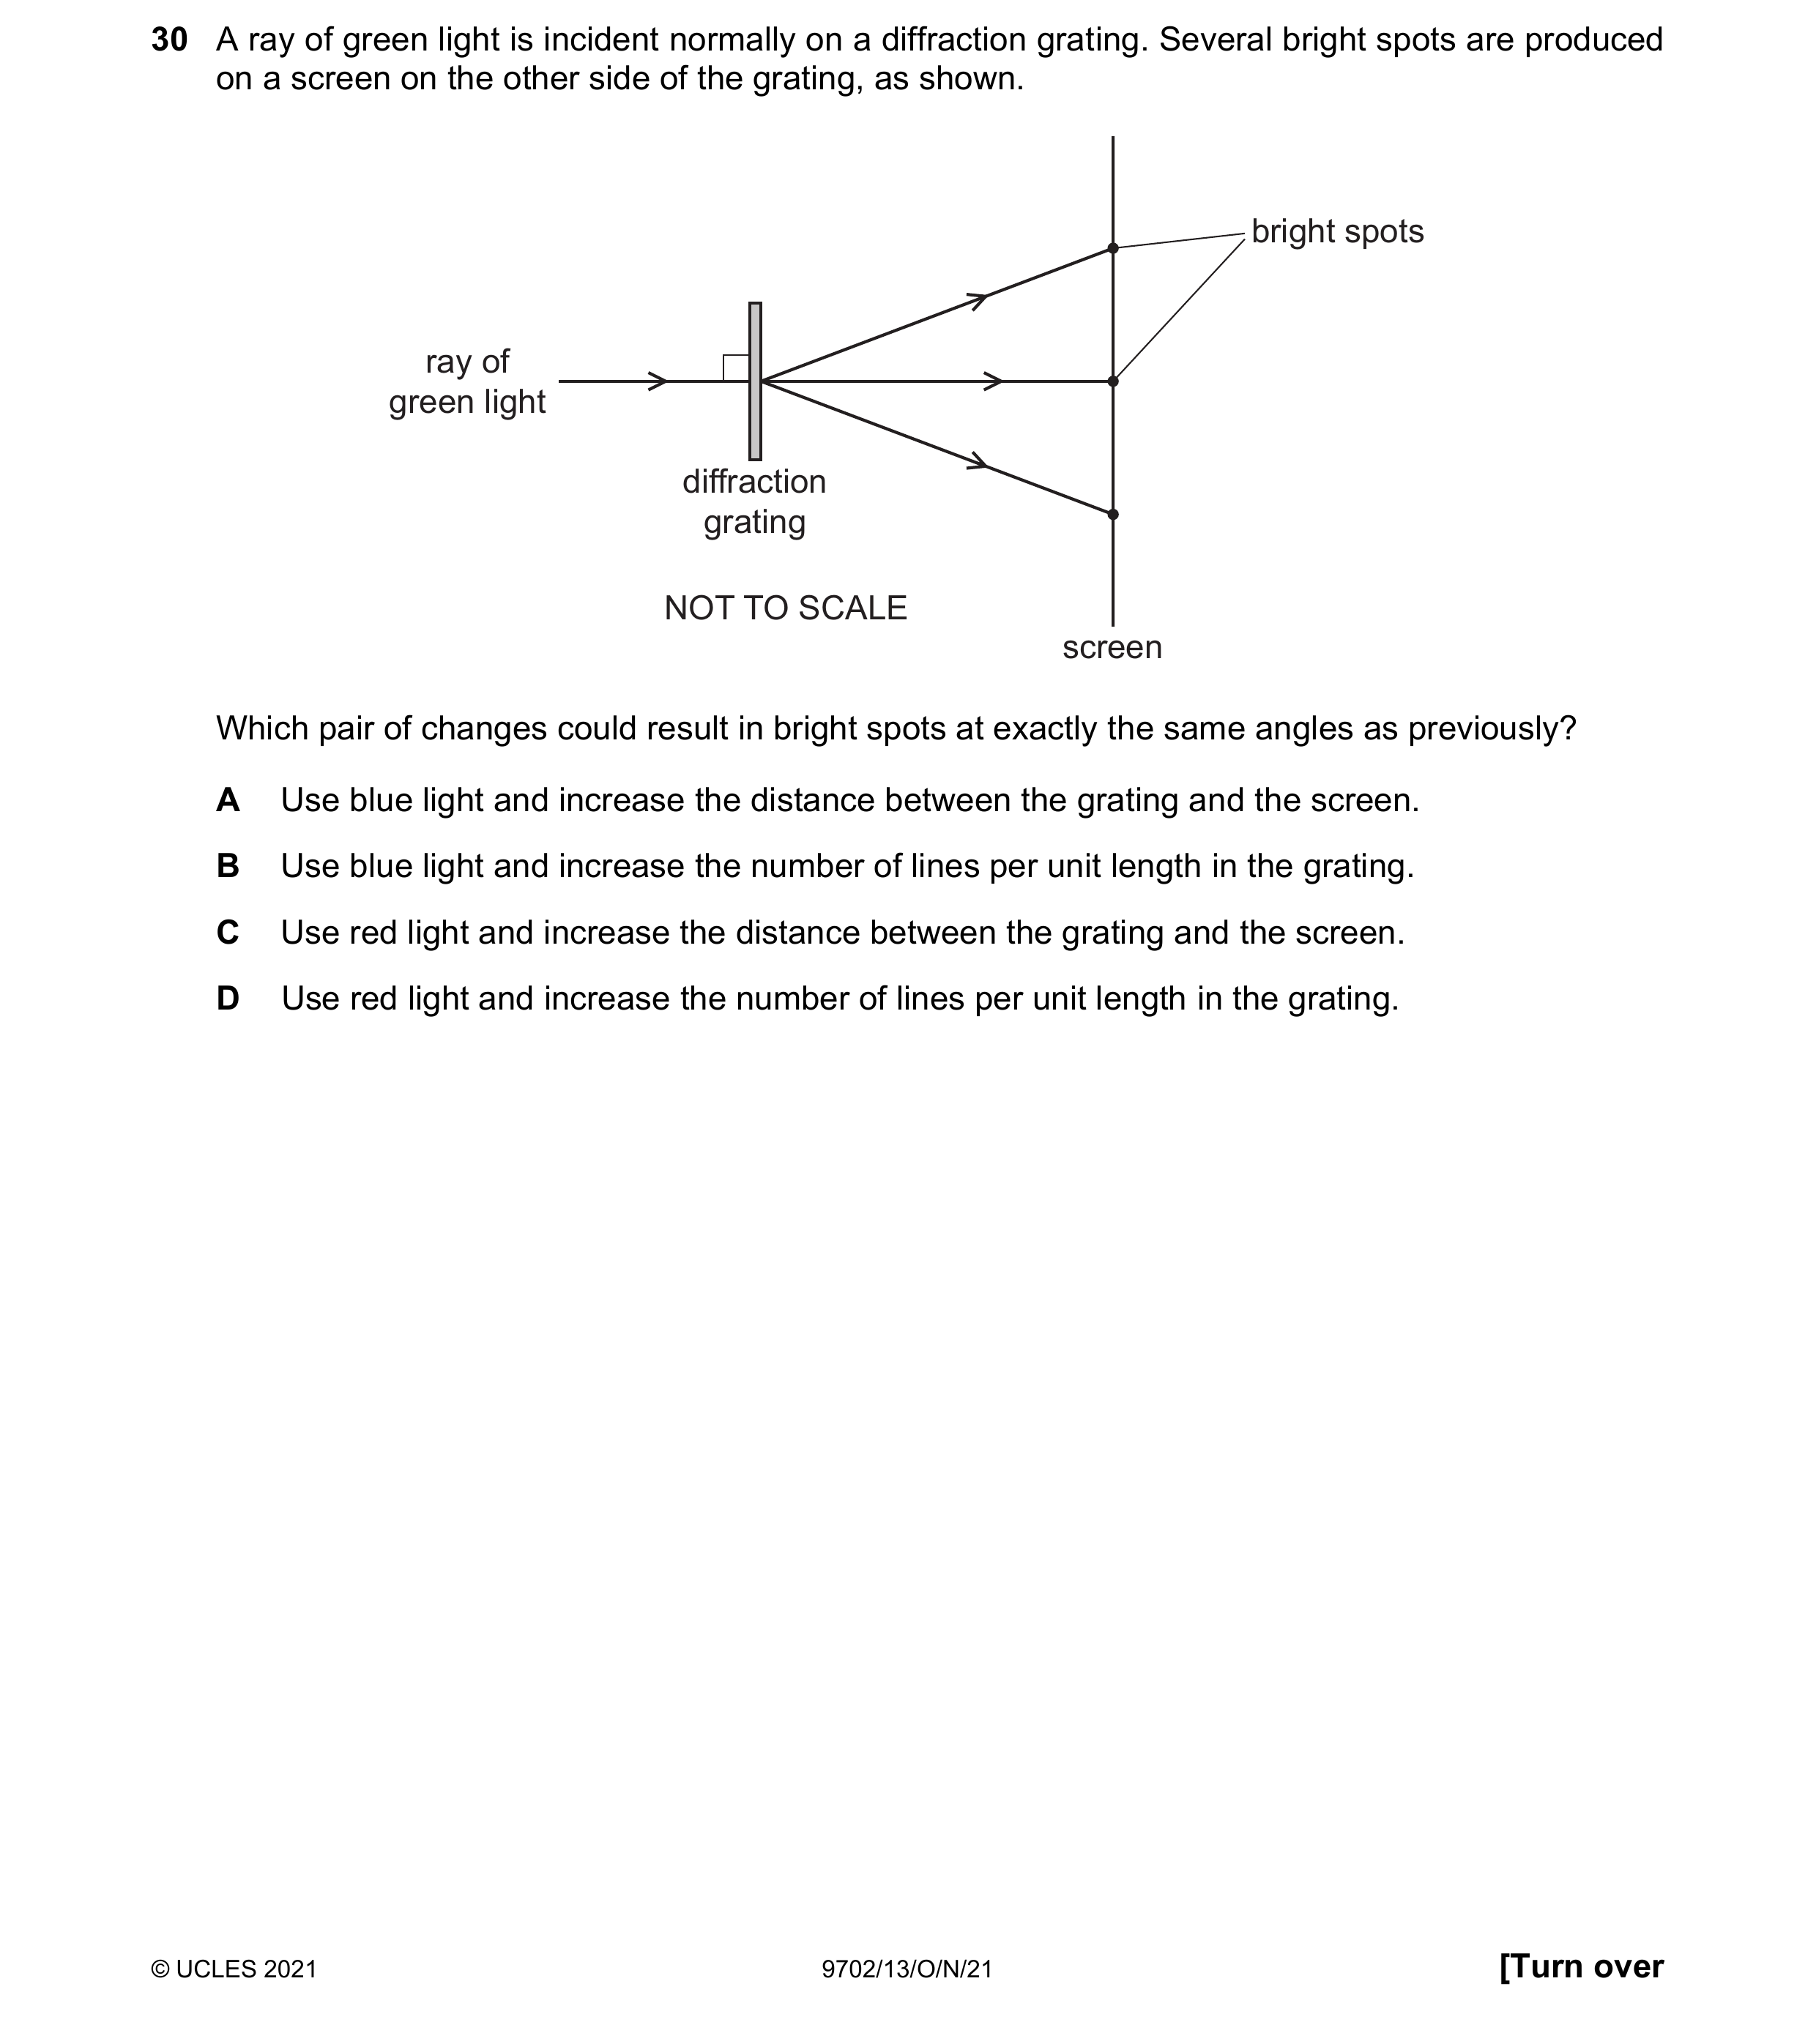 30 A ray of green light is incident normally on a diffraction grating. Several bright spots are produced
on a screen on the other side of the grating, as shown.
bright spots
ray of
green light
diffraction
grating
NOT TO SCALE
screen
Which pair of changes could result in bright spots at exactly the same angles as previously?
A Use blue light and increase the distance between the grating and the screen.
B Use blue light and increase the number of lines per unit length in the grating.
C Use red light and increase the distance between the grating and the screen.
D Use red light and increase the number of lines per unit length in the grating.
© UCLES 2021 9702/13/O/N/21 [Turn over